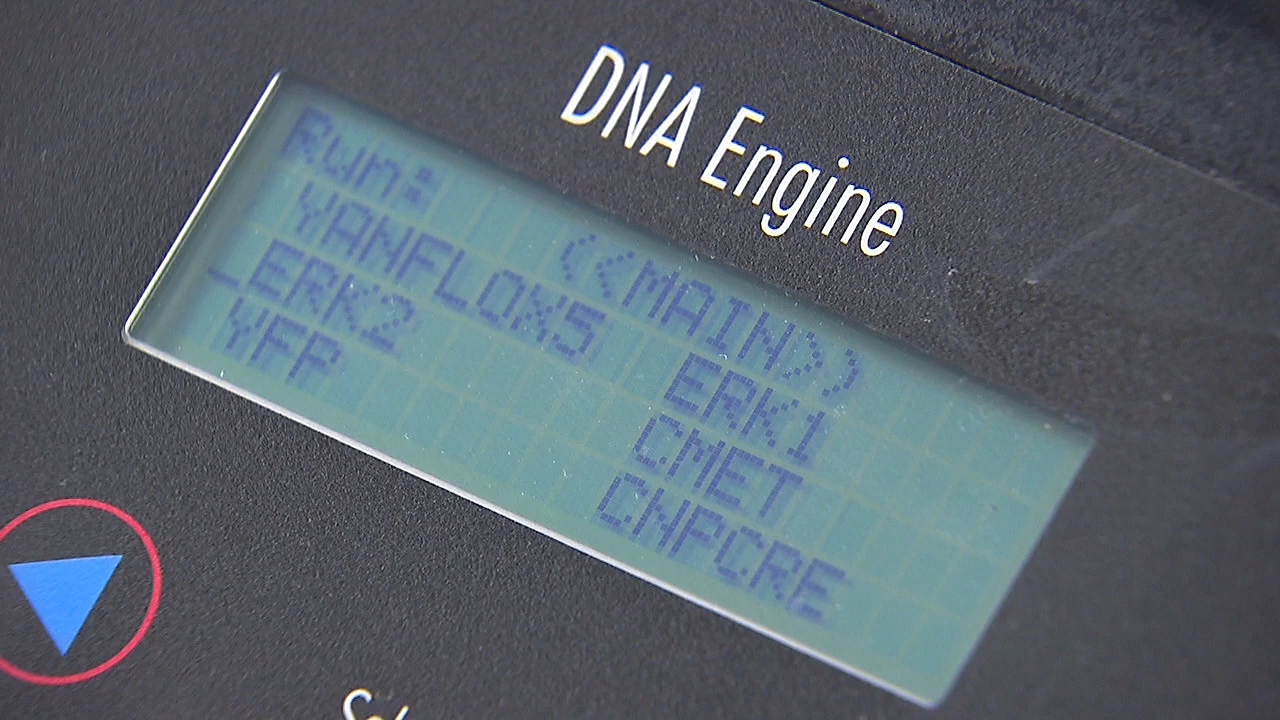 DNA Engine
Run: <<MAIN>>
YANFLOX5 ERK1
_ERK2 CMET
YFP CNPCRE